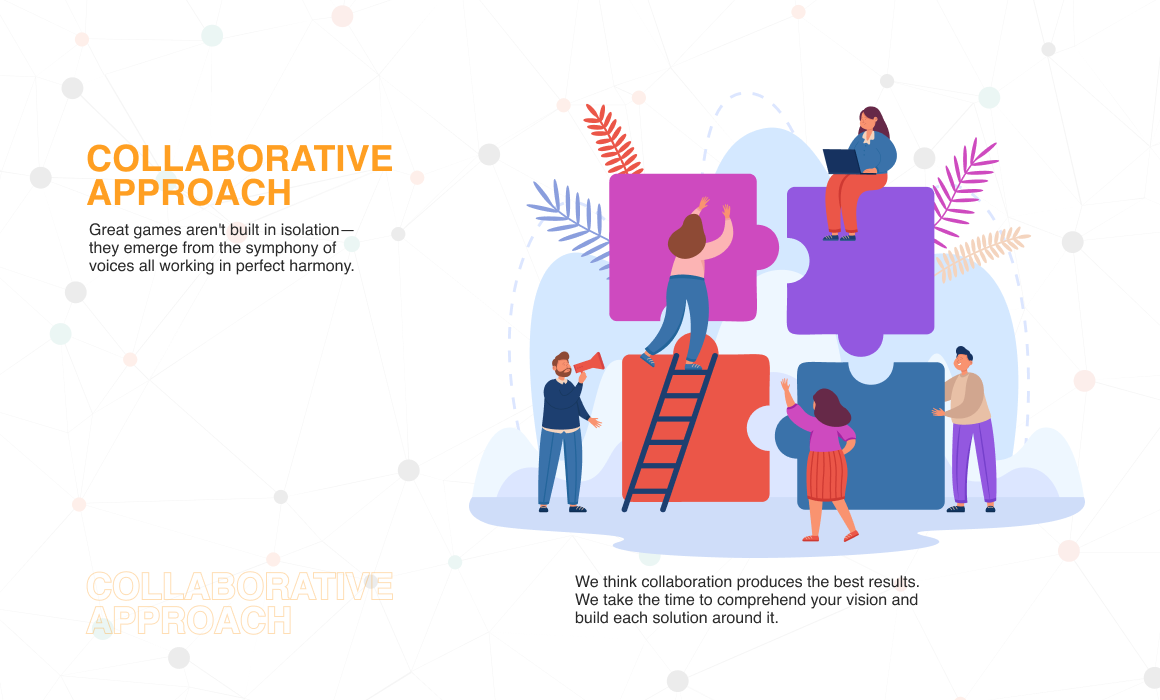 COLLABORATIVE
APPROACH
Great games aren't built in isolation—
they emerge from the symphony of
voices all working in perfect harmony.
COLLABORATIVE
APPROACH
We think collaboration produces the best results.
We take the time to comprehend your vision and
build each solution around it.